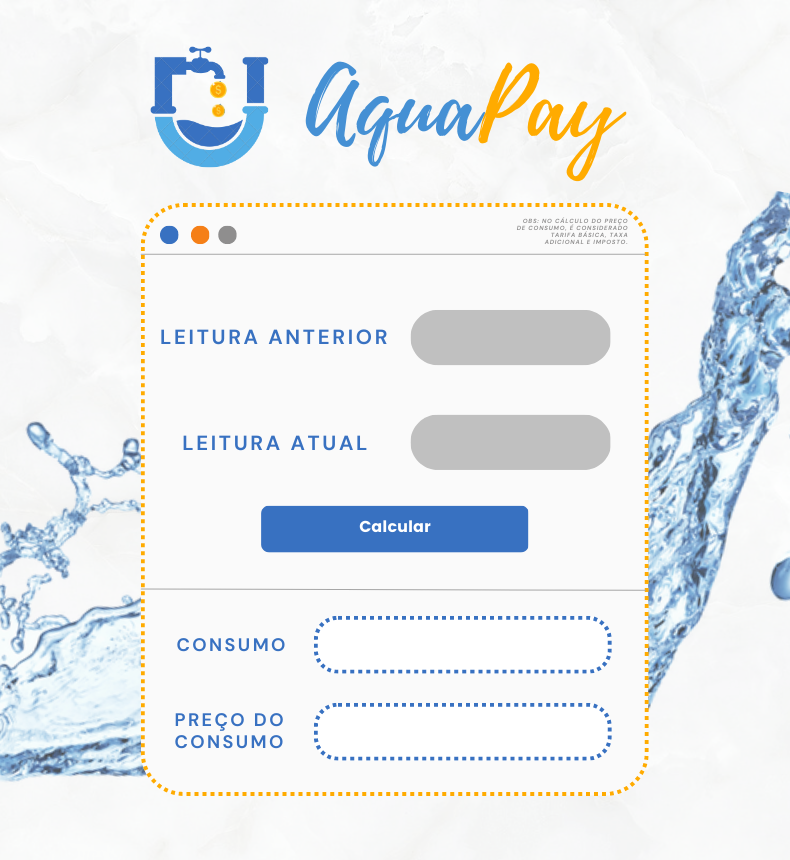 AquaPay
OBS: NO CÁLCULO DO PREÇO
DE CONSUMO, É CONSIDERADO
TARIFA BÁSICA, TAXA
ADICIONAL E IMPOSTO.
LEITURA ANTERIOR
LEITURA ATUAL
Calcular
CONSUMO
PREÇO DO
CONSUMO